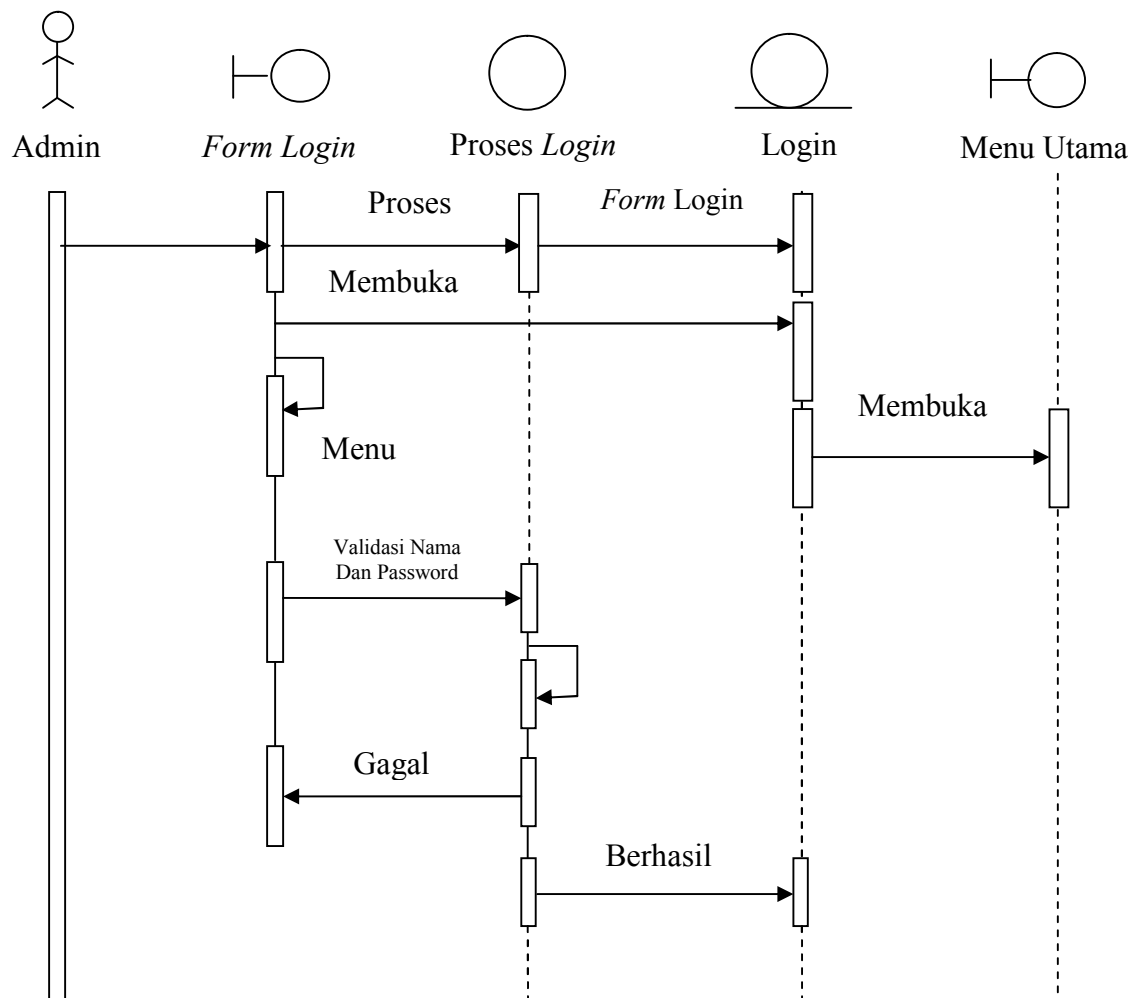 Admin
Form Login
Proses Login
Login
Menu Utama
Proses
Form Login
Membuka
Menu
Membuka
Validasi Nama
Dan Password
Gagal
Berhasil